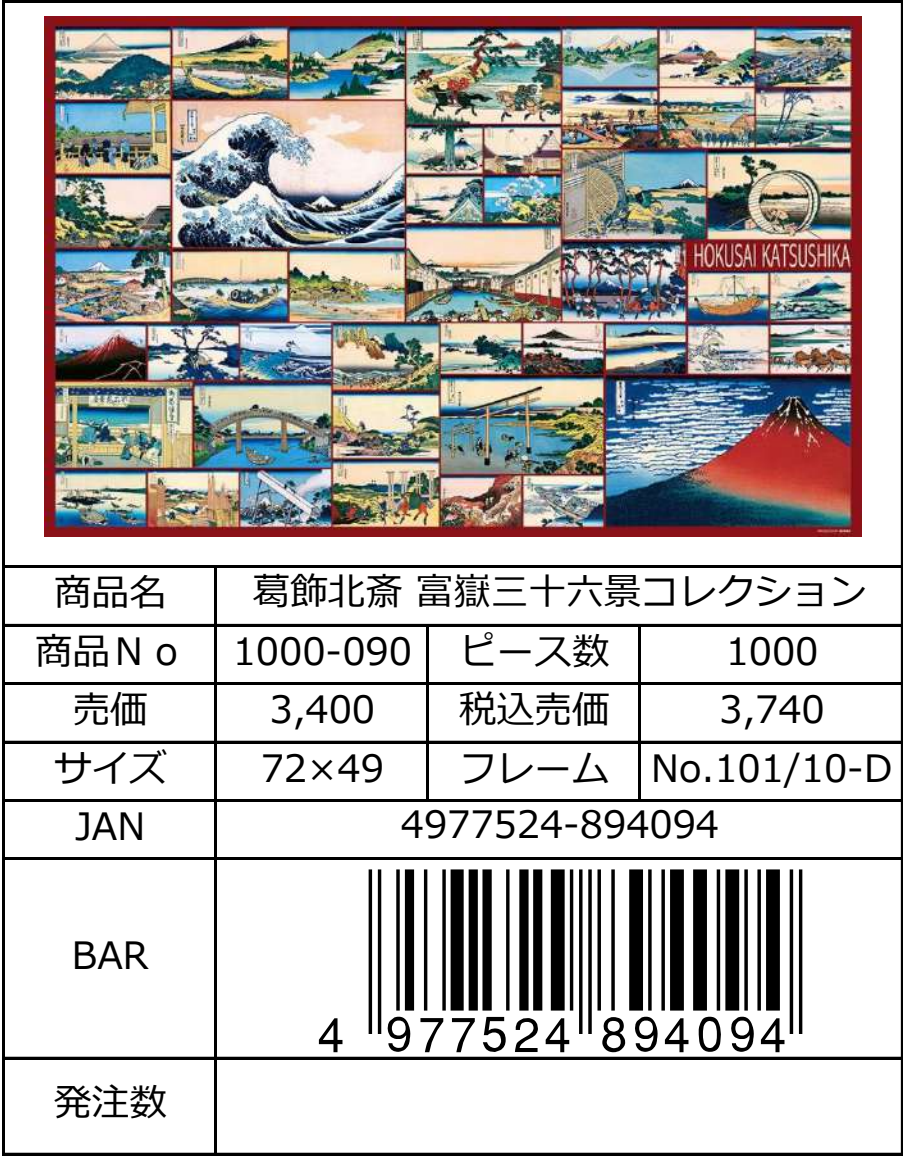 HOKUSAI KATSUSHIKA
商品名 葛飾北斎 富嶽三十六景コレクション
商品Ｎｏ 1000-090 ピース数 1000
売価 3,400 税込売価 3,740
サイズ 72×49 フレーム No.101/10-D
JAN 4977524-894094
BAR
4 977524 894094
発注数